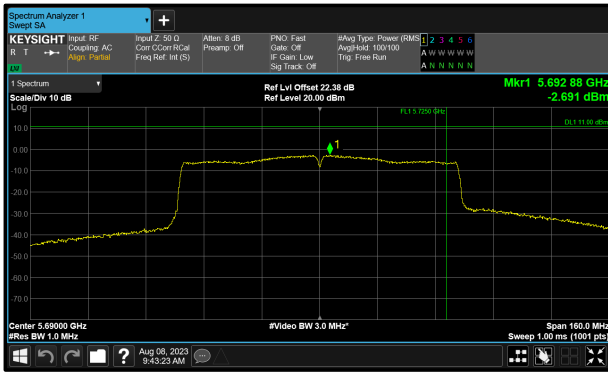 Spectrum Analyzer 1
Swept SA
KEYSIGHT
R T
LXI
Input: RF
Coupling: AC
Align: Partial
Input Z: 50 Ω
Corr CCorr RCal
Freq Ref: Int (S)
Atten: 8 dB
Preamp: Off
PNO: Fast
Gate: Off
IF Gain: Low
Sig Track: Off
#Avg Type: Power (RMS)
Avg|Hold: 100/100
Trig: Free Run
1 2 3 4 5 6
A W W W W W
A N N N N N
1 Spectrum
Scale/Div 10 dB
Log
Ref Lvl Offset 22.38 dB
Ref Level 20.00 dBm
Mkr1 5.692 88 GHz
-2.691 dBm
FL1 5.7250 GHz
DL1 11.00 dBm
10.0
0.00
-10.0
-20.0
-30.0
-40.0
-50.0
-60.0
-70.0
1
Center 5.69000 GHz
#Res BW 1.0 MHz
#Video BW 3.0 MHz*
Span 160.0 MHz
Sweep 1.00 ms (1001 pts)
?
Aug 08, 2023
9:43:23 AM